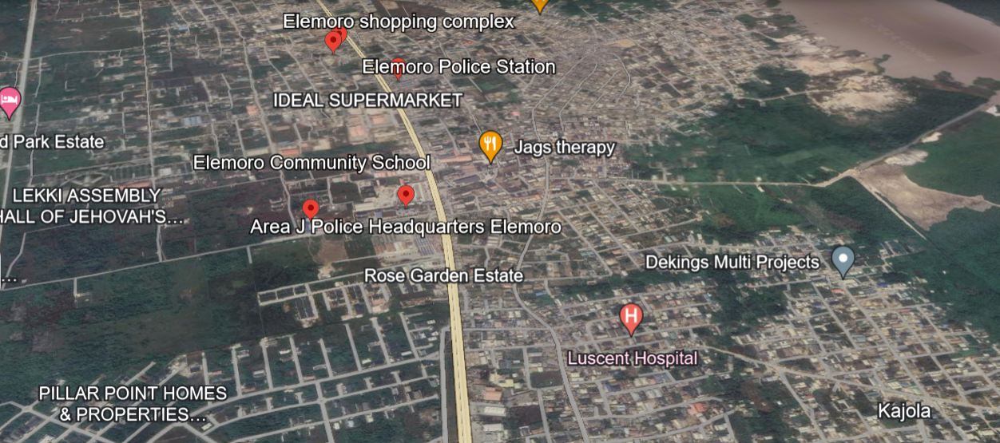 Elemoro shopping complex
Elemoro Police Station
IDEAL SUPERMARKET
d Park Estate
Jags therapy
Elemoro Community School
LEKKI ASSEMBLY
HALL OF JEHOVAH'S...
Area J Police Headquarters Elemoro
Dekings Multi Projects
...
Rose Garden Estate
H
Luscent Hospital
PILLAR POINT HOMES
& PROPERTIES...
Kajola